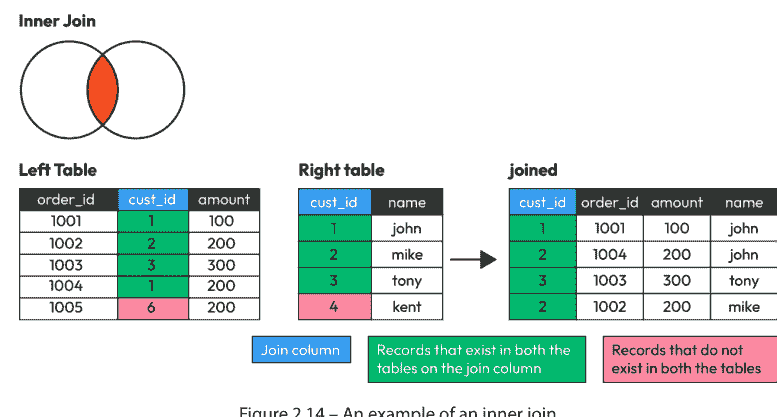 Inner Join
Left Table
order_id cust_id amount
1001 1 100
1002 2 200
1003 3 300
1004 1 200
1005 6 200
Right table
cust_id name
1 john
2 mike
3 tony
4 kent
joined
cust_id order_id amount name
1 1001 100 john
2 1004 200 john
3 1003 300 tony
2 1002 200 mike
Join column
Records that exist in both the
tables on the join column
Records that do not
exist in both the tables
Figure 2.14 – An example of an inner join